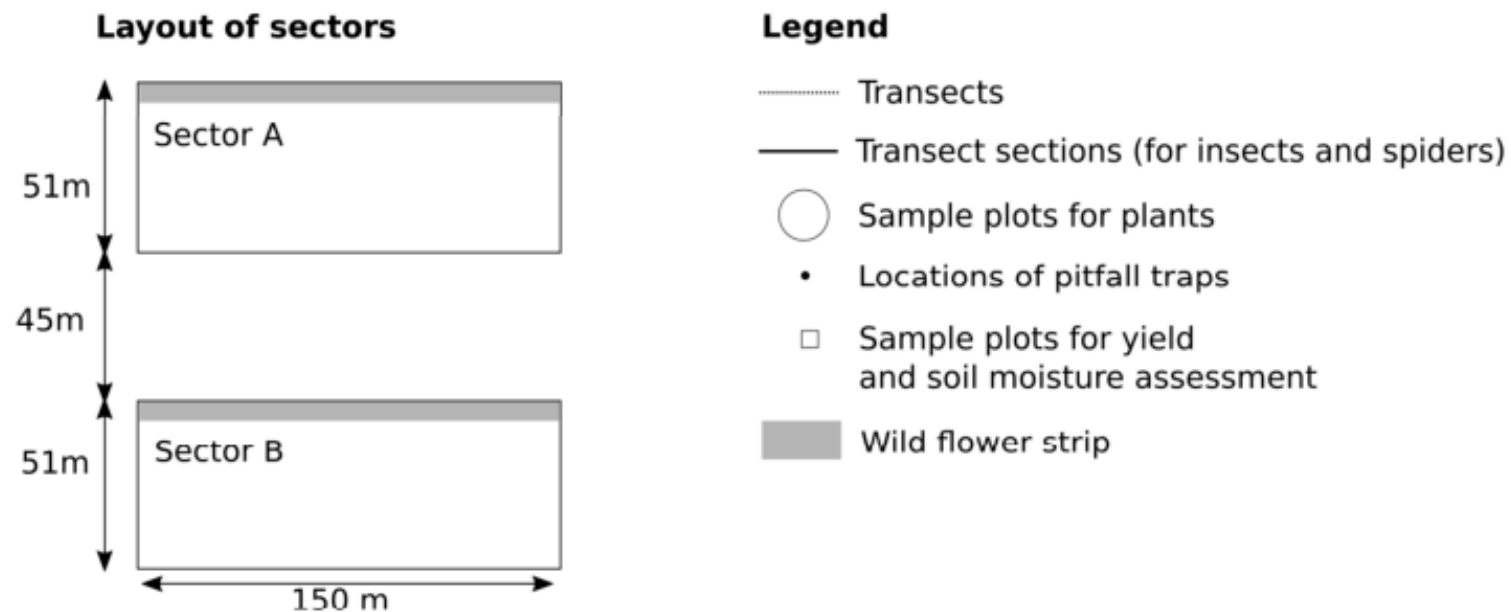 Layout of sectors
Sector A
51m
45m
Sector B
51m
150 m
Legend
Transects
Transect sections (for insects and spiders)
Sample plots for plants
Locations of pitfall traps
Sample plots for yield
and soil moisture assessment
Wild flower strip